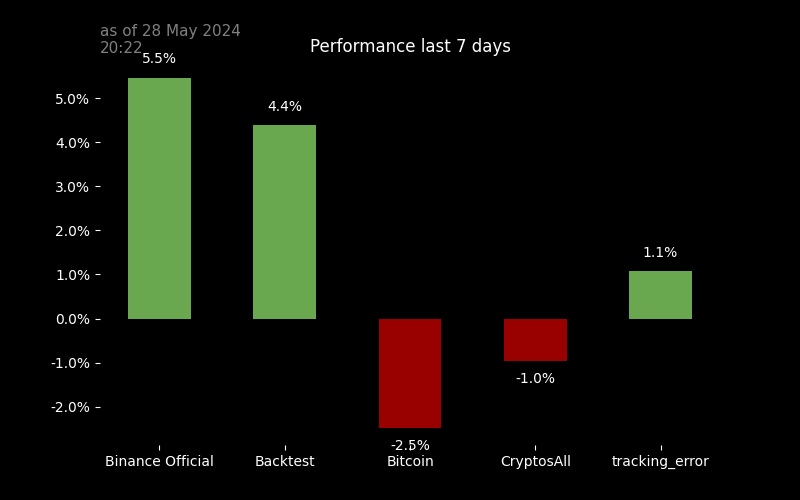 as of 28 May 2024
20:22
Performance last 7 days
5.5%
4.4%
1.1%
-1.0%
-2.5%
5.0%
4.0%
3.0%
2.0%
1.0%
0.0%
-1.0%
-2.0%
Binance Official
Backtest
Bitcoin
CryptosAll
tracking_error